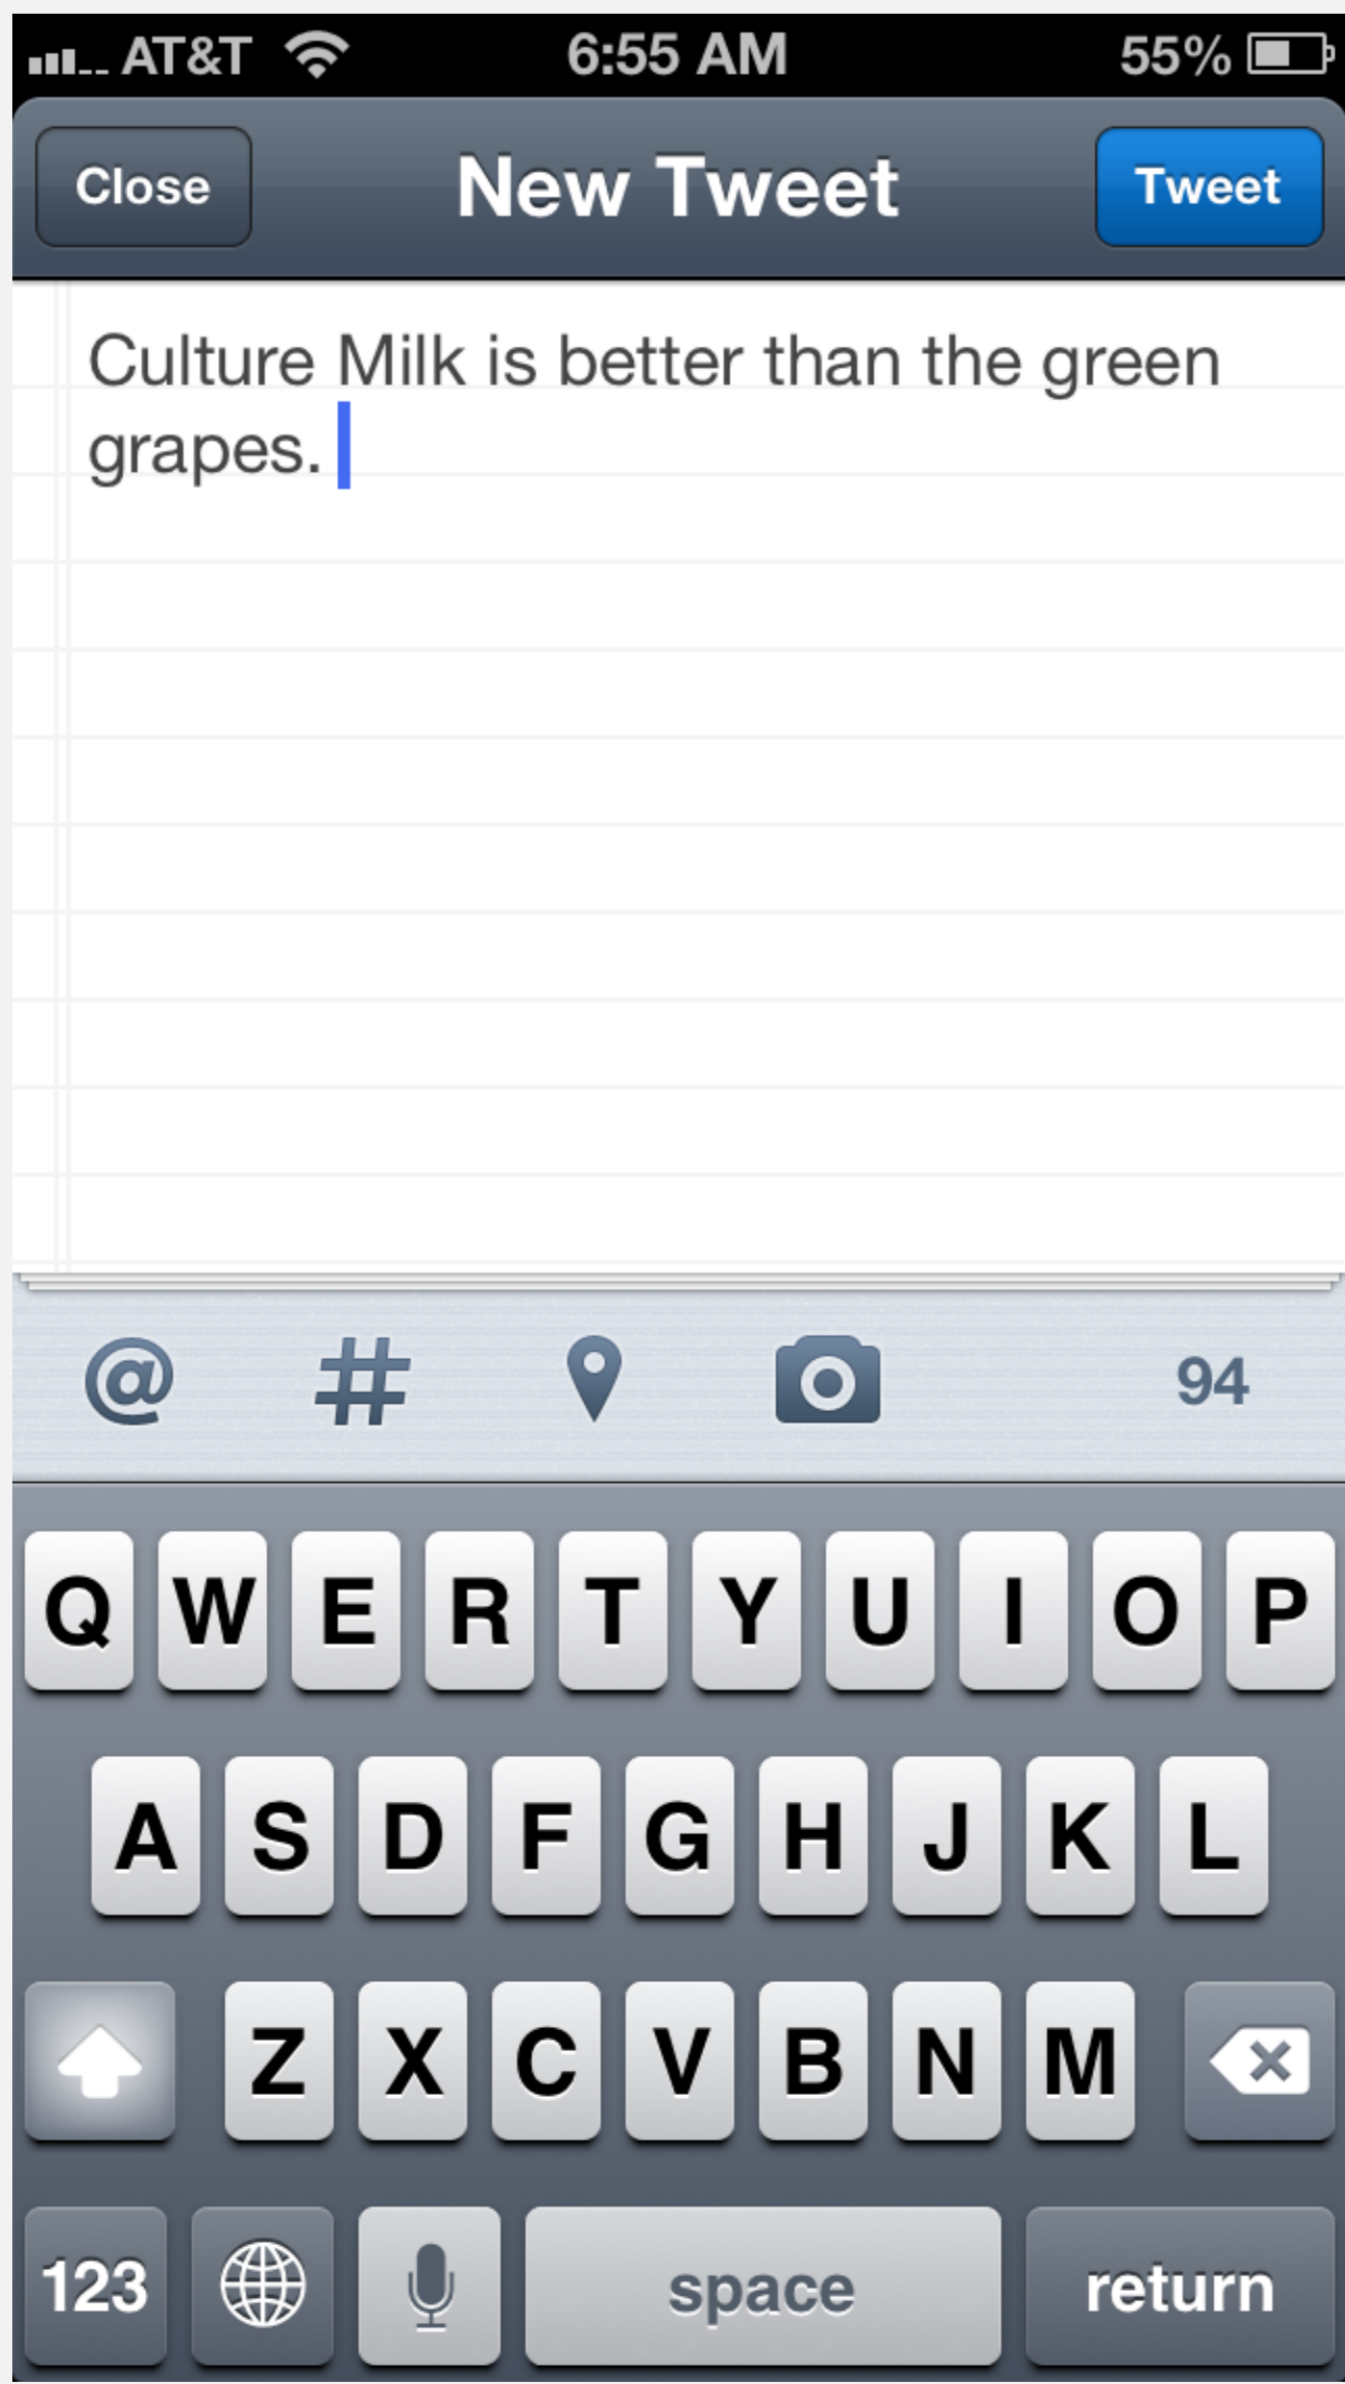 AT&T 6:55 AM 55%
Close New Tweet Tweet
Culture Milk is better than the green
grapes.
@ # 94
Q W E R T Y U I O P
A S D F G H J K L
Z X C V B N M
123 space return